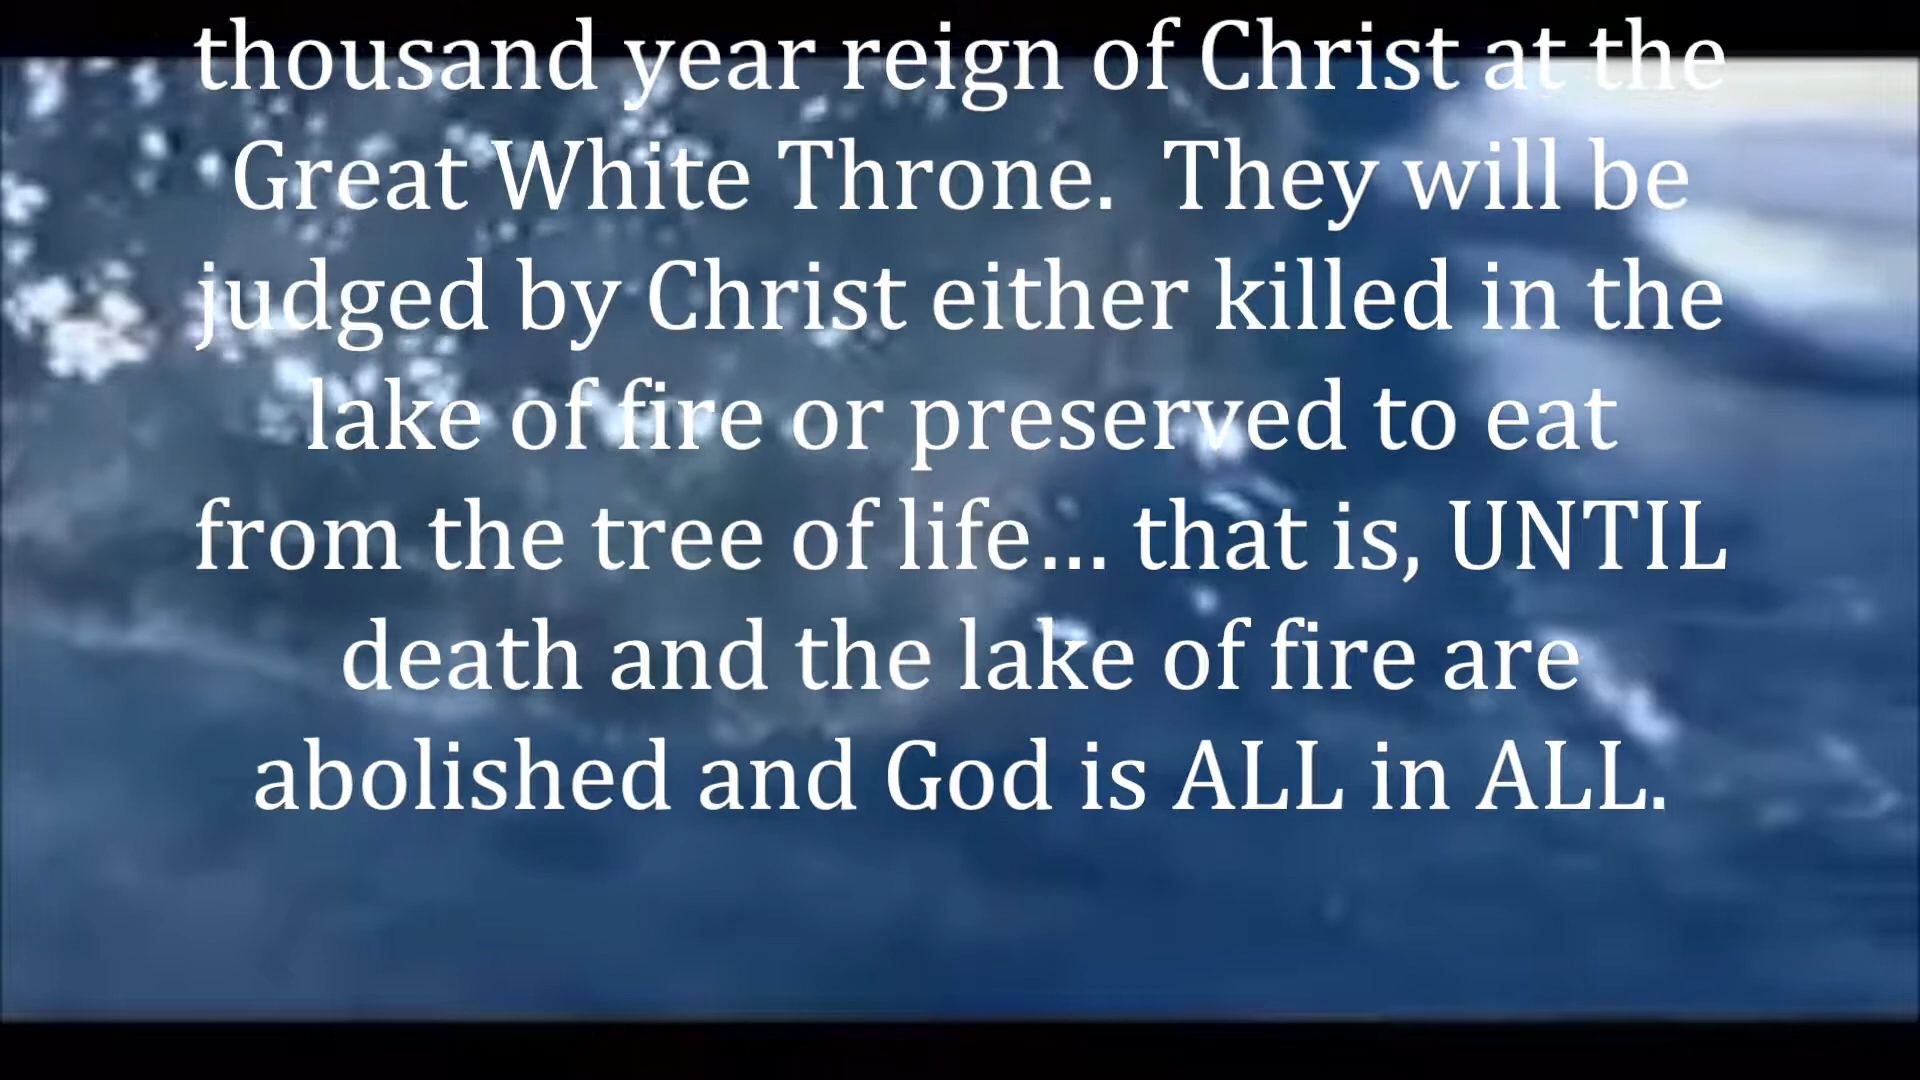 thousand year reign of Christ at the
Great White Throne.  They will be
judged by Christ either killed in the
lake of fire or preserved to eat
from the tree of life… that is, UNTIL
death and the lake of fire are
abolished and God is ALL in ALL.